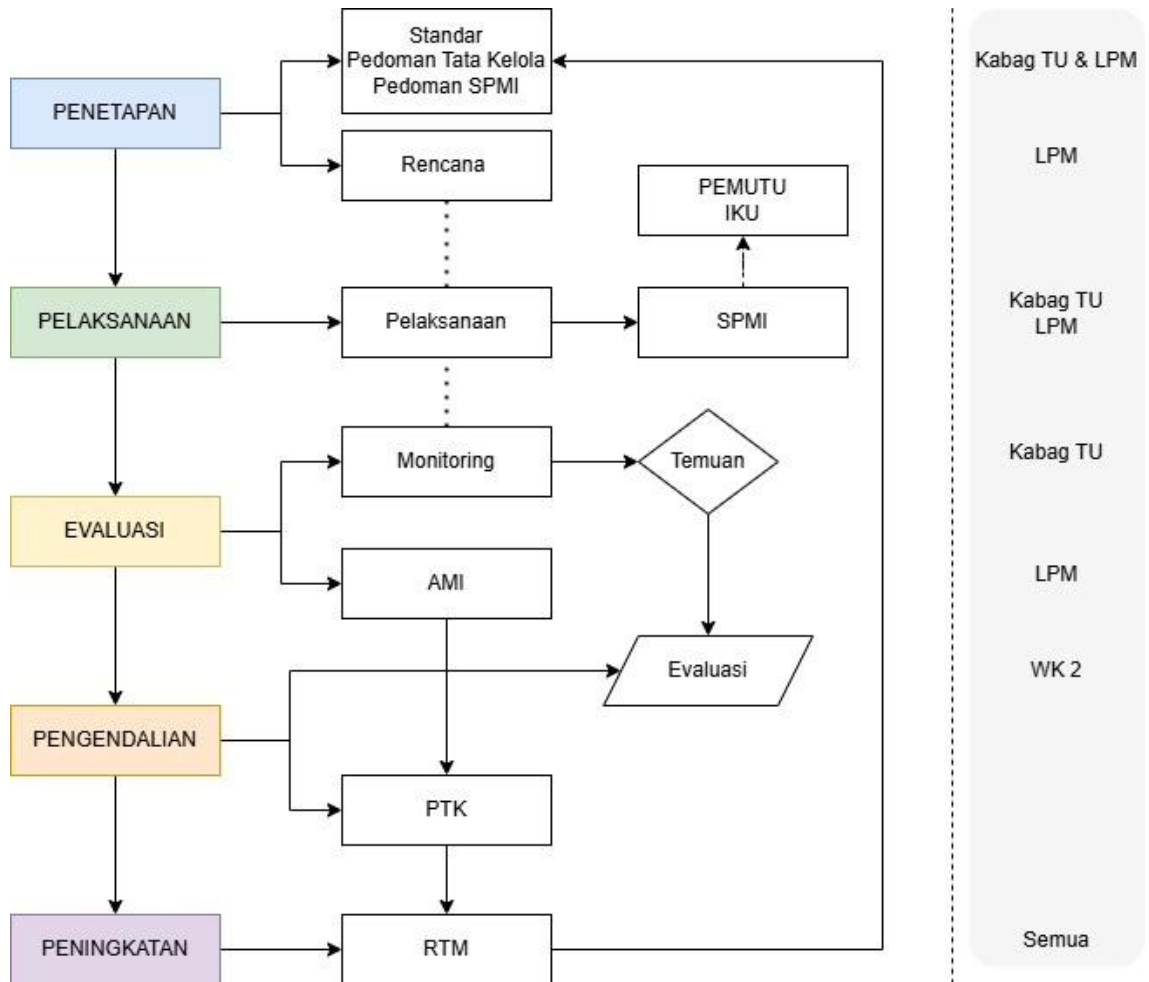 Standar
Pedoman Tata Kelola
Pedoman SPMI
Kabag TU & LPM
PENETAPAN
Rencana
LPM
PEMUTU
IKU
PELAKSANAAN
Pelaksanaan
SPMI
Kabag TU
LPM
Monitoring
Temuan
Kabag TU
EVALUASI
AMI
LPM
Evaluasi
WK 2
PENGENDALIAN
PTK
PENINGKATAN
RTM
Semua